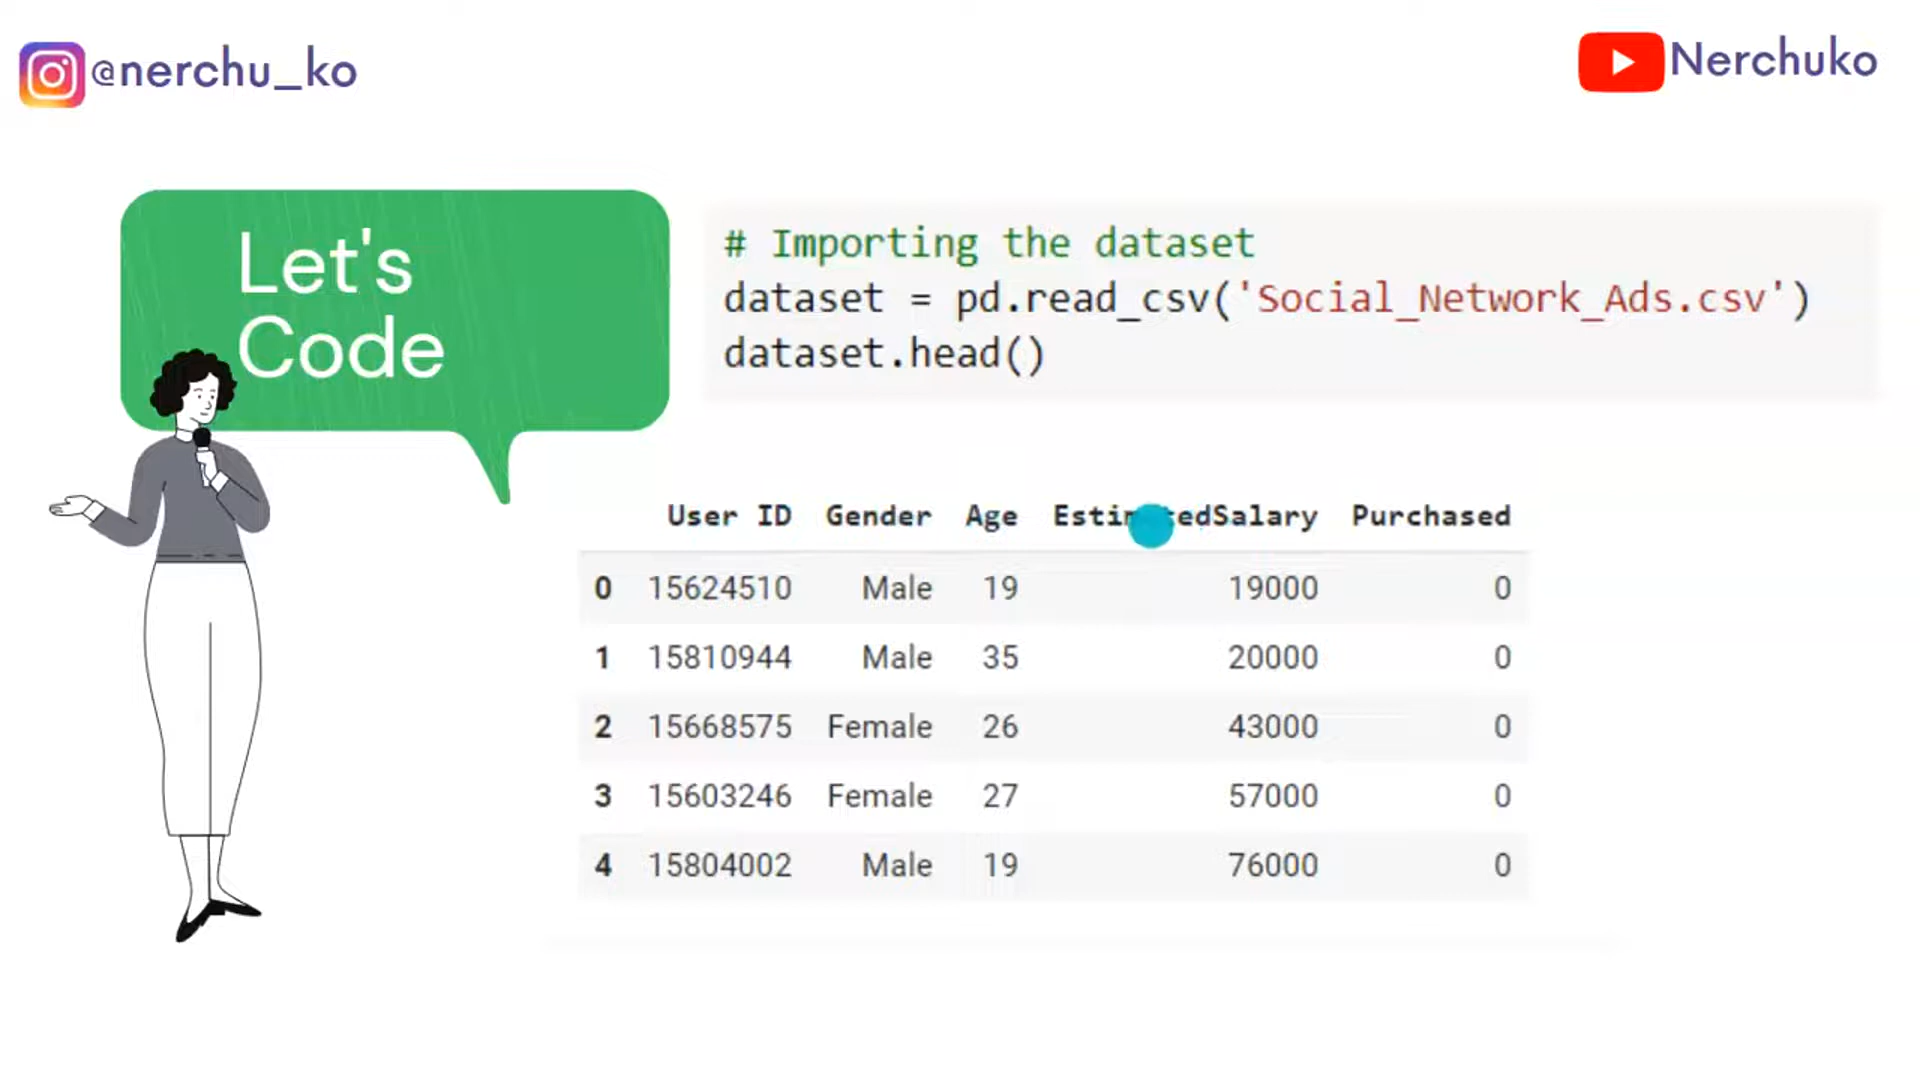 @nerchu_ko
Nerchuko
Let's
Code
# Importing the dataset
dataset = pd.read_csv('Social_Network_Ads.csv')
dataset.head()
User ID Gender Age EstimatedSalary Purchased
0 15624510 Male 19 19000 0
1 15810944 Male 35 20000 0
2 15668575 Female 26 43000 0
3 15603246 Female 27 57000 0
4 15804002 Male 19 76000 0